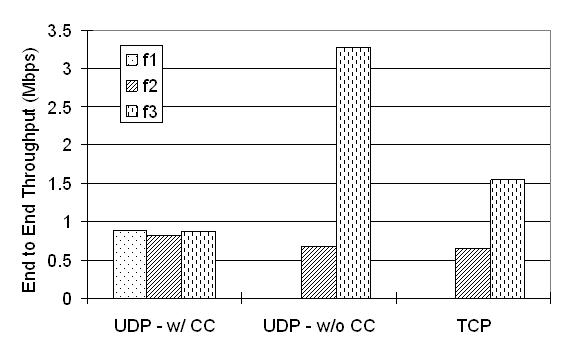 End to End Throughput (Mbps)
3.5
3
2.5
2
1.5
1
0.5
0
f1
f2
f3
UDP - w/ CC
UDP - w/o CC
TCP